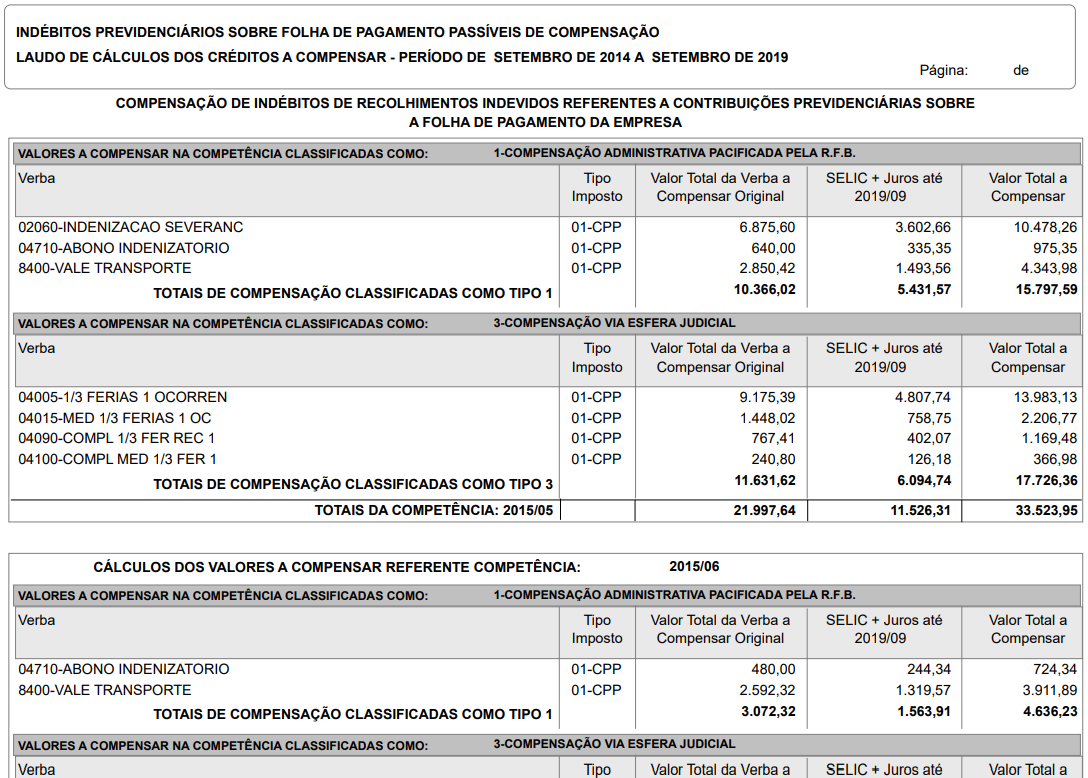 INDÉBITOS PREVIDENCIÁRIOS SOBRE FOLHA DE PAGAMENTO PASSÍVEIS DE COMPENSAÇÃO
LAUDO DE CÁLCULOS DOS CRÉDITOS A COMPENSAR - PERÍODO DE SETEMBRO DE 2014 A SETEMBRO DE 2019
Página: de
COMPENSAÇÃO DE INDÉBITOS DE RECOLHIMENTOS INDEVIDOS REFERENTES A CONTRIBUIÇÕES PREVIDENCIÁRIAS SOBRE
A FOLHA DE PAGAMENTO DA EMPRESA
VALORES A COMPENSAR NA COMPETÊNCIA CLASSIFICADAS COMO: 1-COMPENSAÇÃO ADMINISTRATIVA PACIFICADA PELA R.F.B.
Verba Tipo Valor Total da Verba a SELIC + Juros até Valor Total a
Imposto Compensar Original 2019/09 Compensar
02060-INDENIZACAO SEVERANC 01-CPP 6.875,60 3.602,66 10.478,26
04710-ABONO INDENIZATORIO 01-CPP 640,00 335,35 975,35
8400-VALE TRANSPORTE 01-CPP 2.850,42 1.493,56 4.343,98
TOTAIS DE COMPENSAÇÃO CLASSIFICADAS COMO TIPO 1 10.366,02 5.431,57 15.797,59
VALORES A COMPENSAR NA COMPETÊNCIA CLASSIFICADAS COMO: 3-COMPENSAÇÃO VIA ESFERA JUDICIAL
Verba Tipo Valor Total da Verba a SELIC + Juros até Valor Total a
Imposto Compensar Original 2019/09 Compensar
04005-1/3 FERIAS 1 OCORREN 01-CPP 9.175,39 4.807,74 13.983,13
04015-MED 1/3 FERIAS 1 OC 01-CPP 1.448,02 758,75 2.206,77
04090-COMPL 1/3 FER REC 1 01-CPP 767,41 402,07 1.169,48
04100-COMPL MED 1/3 FER 1 01-CPP 240,80 126,18 366,98
TOTAIS DE COMPENSAÇÃO CLASSIFICADAS COMO TIPO 3 11.631,62 6.094,74 17.726,36
TOTAIS DA COMPETÊNCIA: 2015/05 21.997,64 11.526,31 33.523,95
CÁLCULOS DOS VALORES A COMPENSAR REFERENTE COMPETÊNCIA: 2015/06
VALORES A COMPENSAR NA COMPETÊNCIA CLASSIFICADAS COMO: 1-COMPENSAÇÃO ADMINISTRATIVA PACIFICADA PELA R.F.B.
Verba Tipo Valor Total da Verba a SELIC + Juros até Valor Total a
Imposto Compensar Original 2019/09 Compensar
04710-ABONO INDENIZATORIO 01-CPP 480,00 244,34 724,34
8400-VALE TRANSPORTE 01-CPP 2.592,32 1.319,57 3.911,89
TOTAIS DE COMPENSAÇÃO CLASSIFICADAS COMO TIPO 1 3.072,32 1.563,91 4.636,23
VALORES A COMPENSAR NA COMPETÊNCIA CLASSIFICADAS COMO: 3-COMPENSAÇÃO VIA ESFERA JUDICIAL
Verba Tipo Valor Total da Verba a SELIC + Juros até Valor Total a